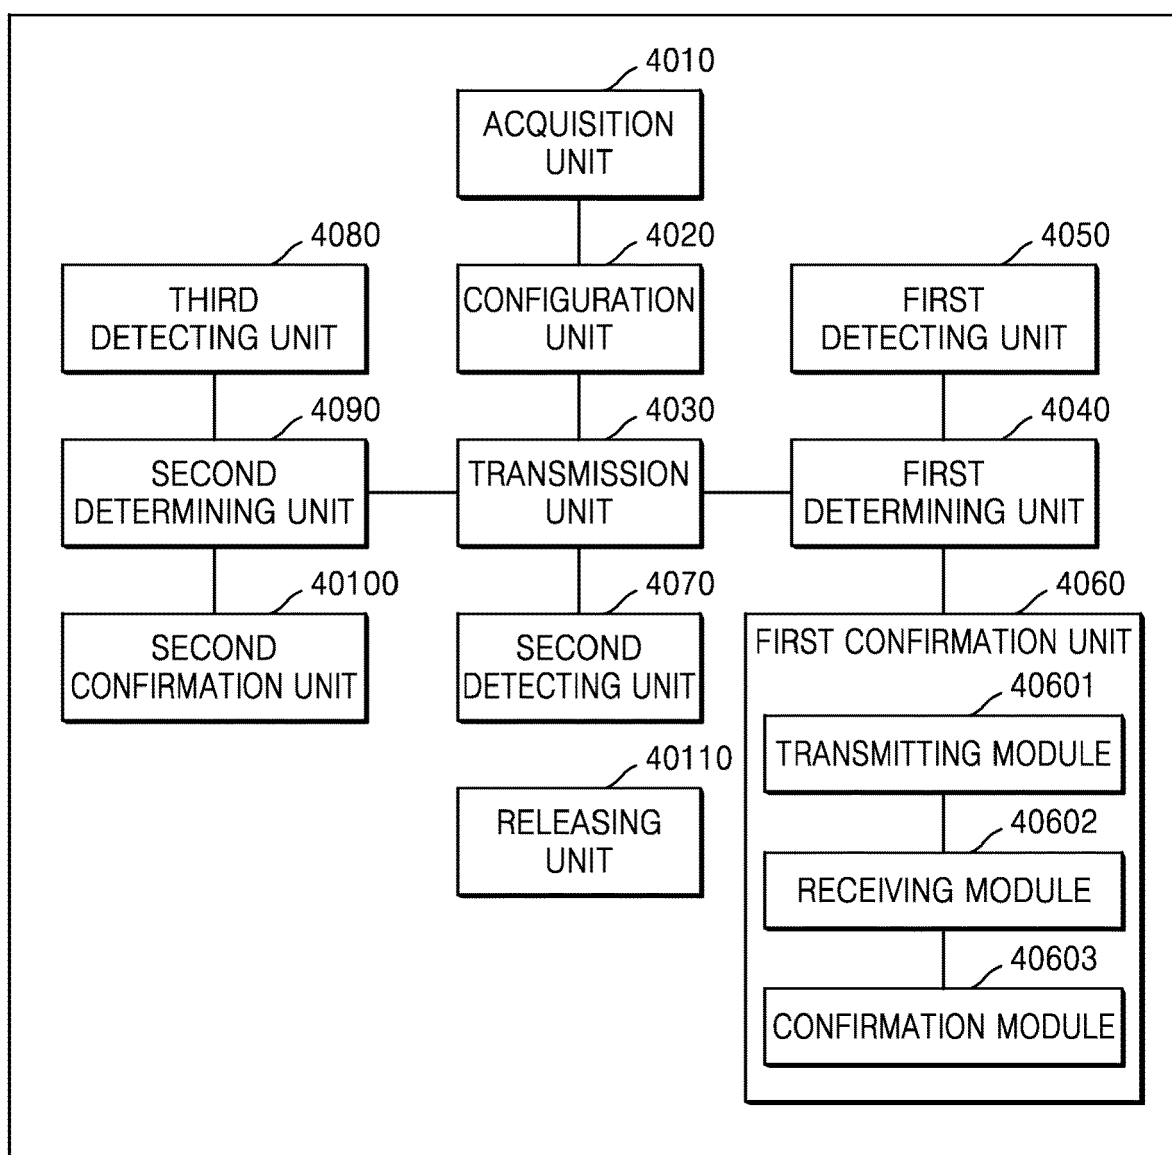 4010
ACQUISITION
UNIT
4080
THIRD
DETECTING UNIT
4020
CONFIGURATION
UNIT
4050
FIRST
DETECTING UNIT
4090
SECOND
DETERMINING UNIT
4030
TRANSMISSION
UNIT
4040
FIRST
DETERMINING UNIT
40100
SECOND
CONFIRMATION UNIT
4070
SECOND
DETECTING UNIT
4060
FIRST CONFIRMATION UNIT
40601
TRANSMITTING MODULE
40110
RELEASING
UNIT
40602
RECEIVING MODULE
40603
CONFIRMATION MODULE